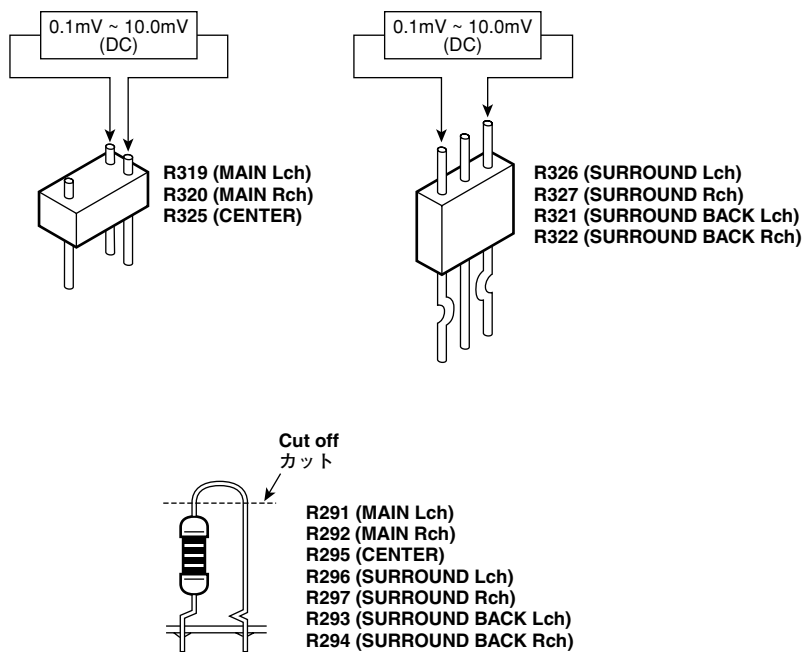 0.1mV ~ 10.0mV
(DC)
R319 (MAIN Lch)
R320 (MAIN Rch)
R325 (CENTER)
0.1mV ~ 10.0mV
(DC)
R326 (SURROUND Lch)
R327 (SURROUND Rch)
R321 (SURROUND BACK Lch)
R322 (SURROUND BACK Rch)
Cut off
カット
R291 (MAIN Lch)
R292 (MAIN Rch)
R295 (CENTER)
R296 (SURROUND Lch)
R297 (SURROUND Rch)
R293 (SURROUND BACK Lch)
R294 (SURROUND BACK Rch)